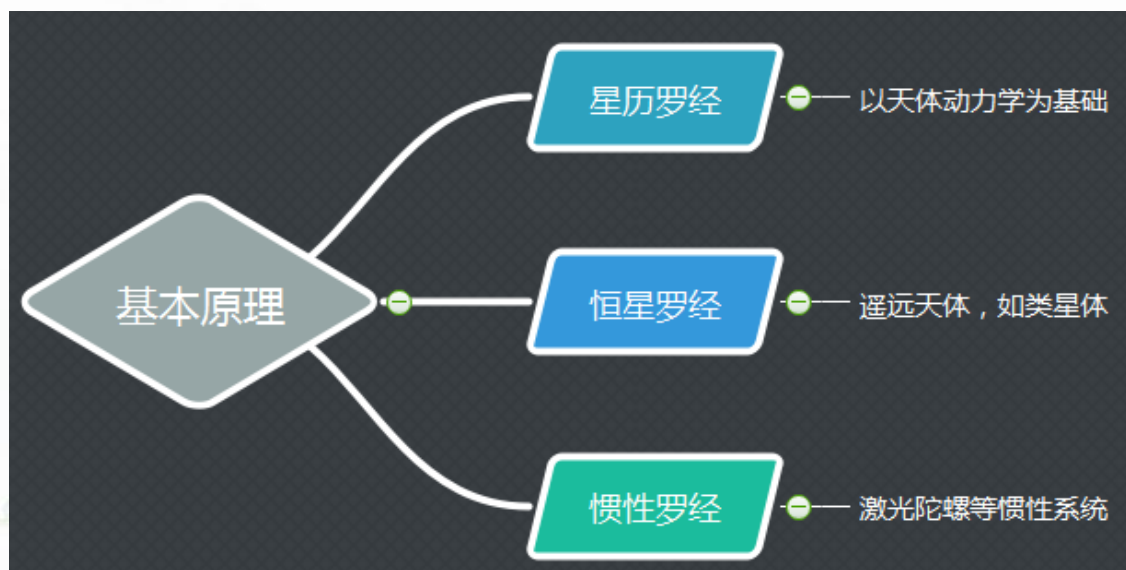 星历罗经
以天体动力学为基础
基本原理
恒星罗经
遥远天体，如类星体
惯性罗经
激光陀螺等惯性系统